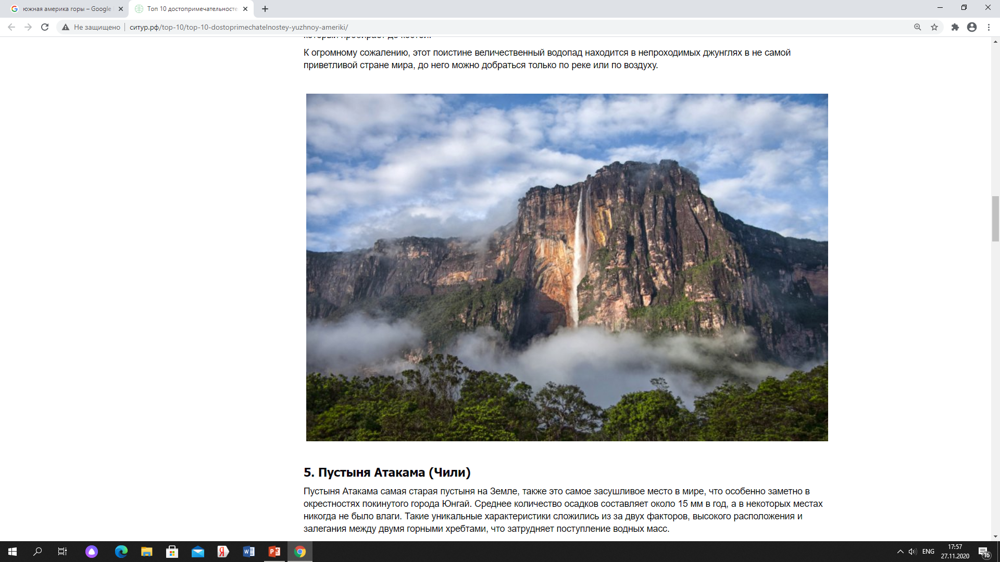 южная америка горы – Google
Топ 10 достопримечательносте
Не защищено
ситур.рф/top-10/top-10-dostoprimechatelnostey-yuzhnoy-ameriki/
который пробирает до костей.
К огромному сожалению, этот поистине величественный водопад находится в непроходимых джунглях в не самой
приветливой стране мира, до него можно добраться только по реке или по воздуху.
5. Пустыня Атакама (Чили)
Пустыня Атакама самая старая пустыня на Земле, также это самое засушливое место в мире, что особенно заметно в
окрестностях покинутого города Юнгай. Среднее количество осадков составляет около 15 мм в год, а в некоторых местах
никогда не было влаги. Такие уникальные характеристики сложились из за двух факторов, высокого расположения и
залегания между двумя горными хребтами, что затрудняет поступление водных масс.
ENG
17:57
27.11.2020
16